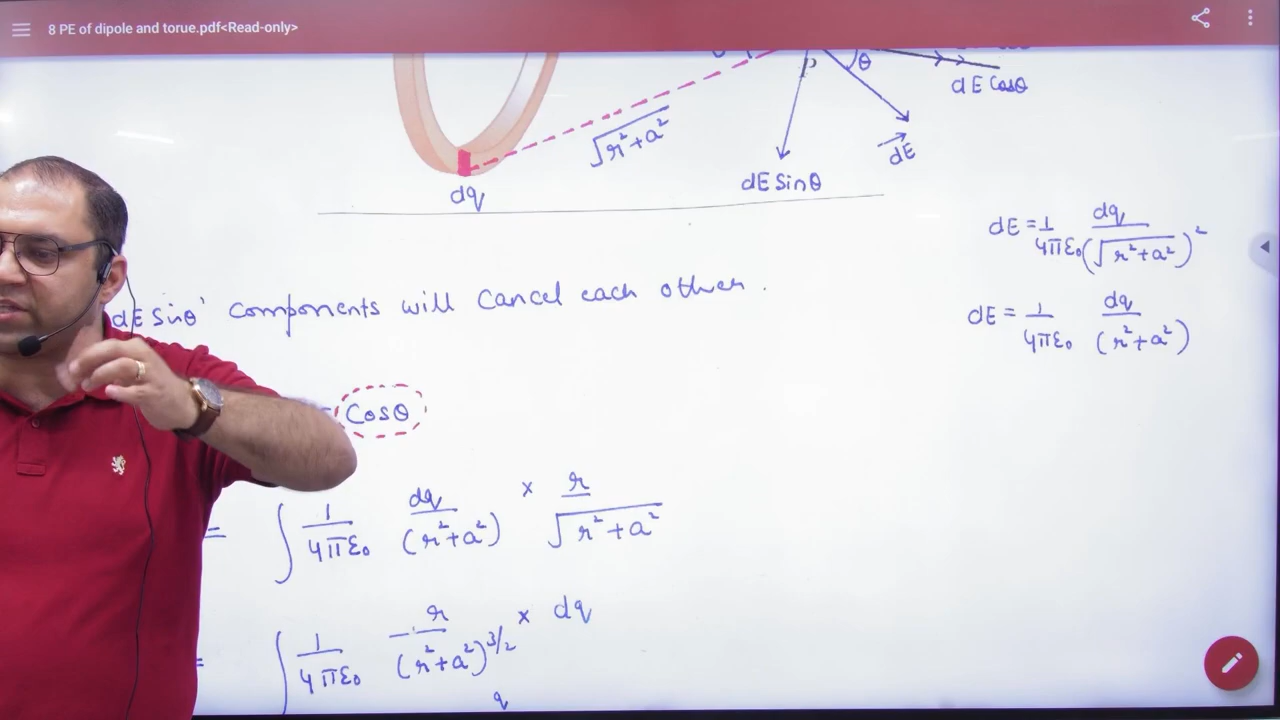 8 PE of dipole and torue.pdf<Read-only>
P
θ
dE Cosθ
√r²+a²
dE
dq
dE Sinθ
dE = 1/4πε₀ dq/(√r²+a²)²
dE Sinθ' components will Cancel each other.
dE = 1/4πε₀ dq/(r²+a²)
Cosθ
= ∫ 1/4πε₀ dq/(r²+a²) × r/√r²+a²
= ∫ 1/4πε₀ r/(r²+a²)^3/2 × dq
q